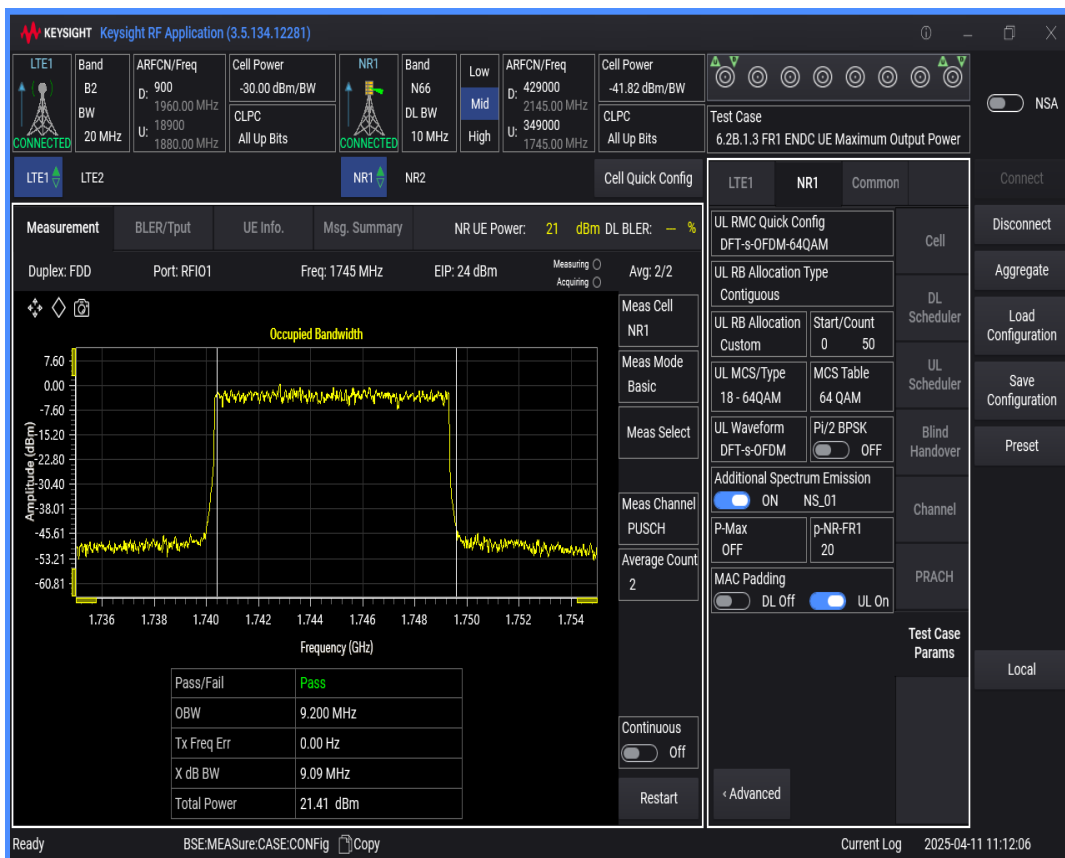 KEYSIGHT Keysight RF Application (3.5.134.12281)
LTE1
CONNECTED
Band
B2
BW
20 MHz
ARFCN/Freq
D: 900
1960.00 MHz
U: 18900
1880.00 MHz
Cell Power
-30.00 dBm/BW
CLPC
All Up Bits
NR1
CONNECTED
Band
N66
DL BW
10 MHz
Low
Mid
High
ARFCN/Freq
D: 429000
2145.00 MHz
U: 349000
1745.00 MHz
Cell Power
-41.82 dBm/BW
CLPC
All Up Bits
Test Case
6.2B.1.3 FR1 ENDC UE Maximum Output Power
NSA
LTE1 LTE2
NR1 NR2
Cell Quick Config
Measurement BLER/Tput UE Info. Msg. Summary NR UE Power: 21 dBm DL BLER: -- %
Duplex: FDD Port: RFIO1 Freq: 1745 MHz EIP: 24 dBm Measuring Avg: 2/2
Acquiring
Occupied Bandwidth
Amplitude (dBm)
7.60
0.00
-7.60
-15.20
-22.80
-30.40
-38.01
-45.61
-53.21
-60.81
1.736 1.738 1.740 1.742 1.744 1.746 1.748 1.750 1.752 1.754
Frequency (GHz)
Pass/Fail Pass
OBW 9.200 MHz
Tx Freq Err 0.00 Hz
X dB BW 9.09 MHz
Total Power 21.41 dBm
Meas Cell
NR1
Meas Mode
Basic
Meas Select
Meas Channel
PUSCH
Average Count
2
Continuous
Off
Restart
LTE1 NR1 Common
UL RMC Quick Config
DFT-s-OFDM-64QAM
UL RB Allocation Type
Contiguous
UL RB Allocation
Custom
Start/Count
0 50
UL MCS/Type
18 - 64QAM
MCS Table
64 QAM
UL Waveform
DFT-s-OFDM
Pi/2 BPSK
OFF
Additional Spectrum Emission
ON NS_01
P-Max
OFF
p-NR-FR1
20
MAC Padding
DL Off UL On
‹ Advanced
Cell
DL
Scheduler
UL
Scheduler
Blind
Handover
Channel
PRACH
Test Case
Params
Connect
Disconnect
Aggregate
Load
Configuration
Save
Configuration
Preset
Local
Ready BSE:MEASure:CASE:CONFig Copy Current Log 2025-04-11 11:12:06